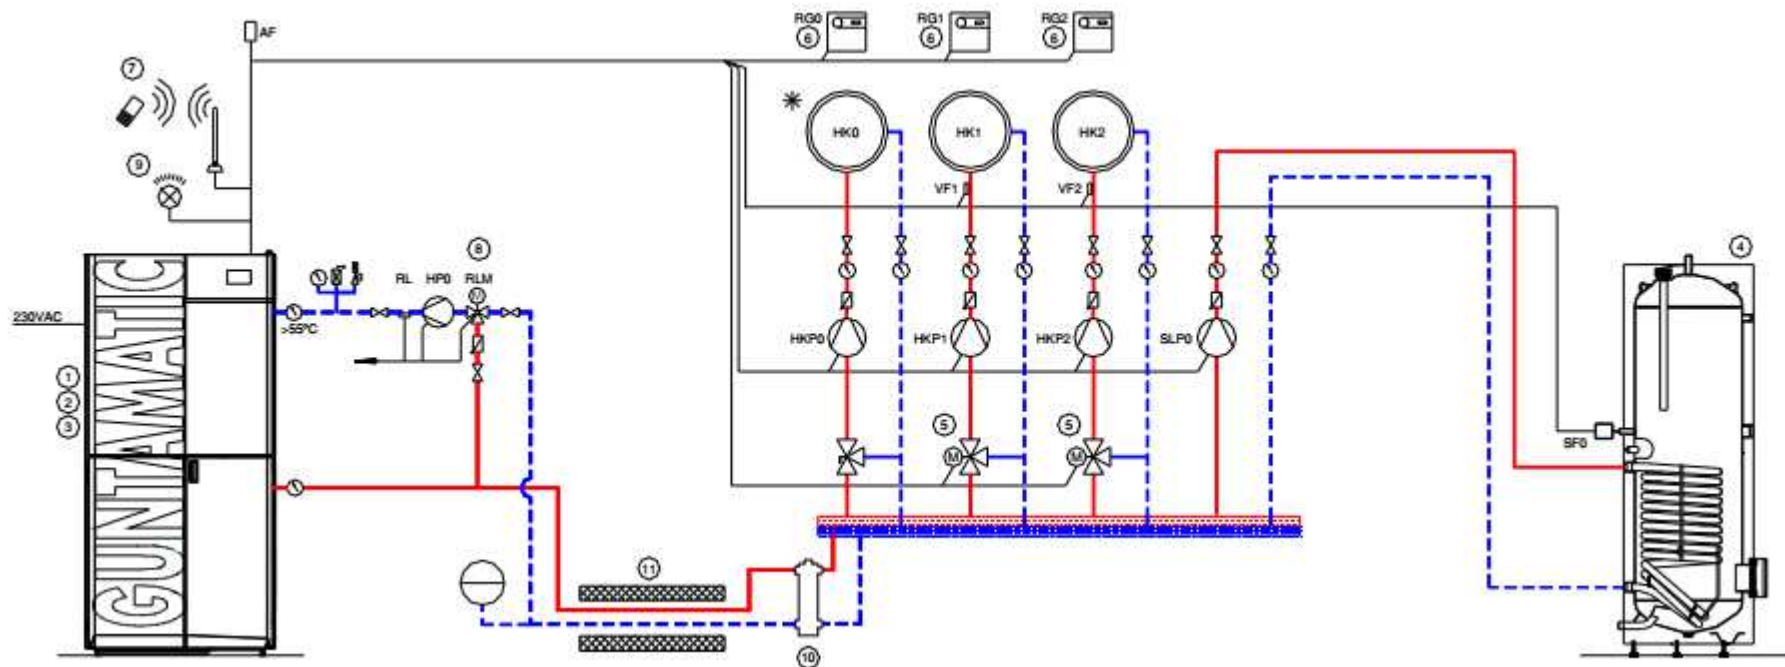 RG0
RG1
RG2
6
6
6
AF
7
HK0
HK1
HK2
9
VF1
VF2
8
4
RL
HP0
RLM
M
230VAC
>55°C
HKP0
HKP1
HKP2
SLP0
1
2
3
GUNTAMATIC
5
5
M
M
SF0
11
10